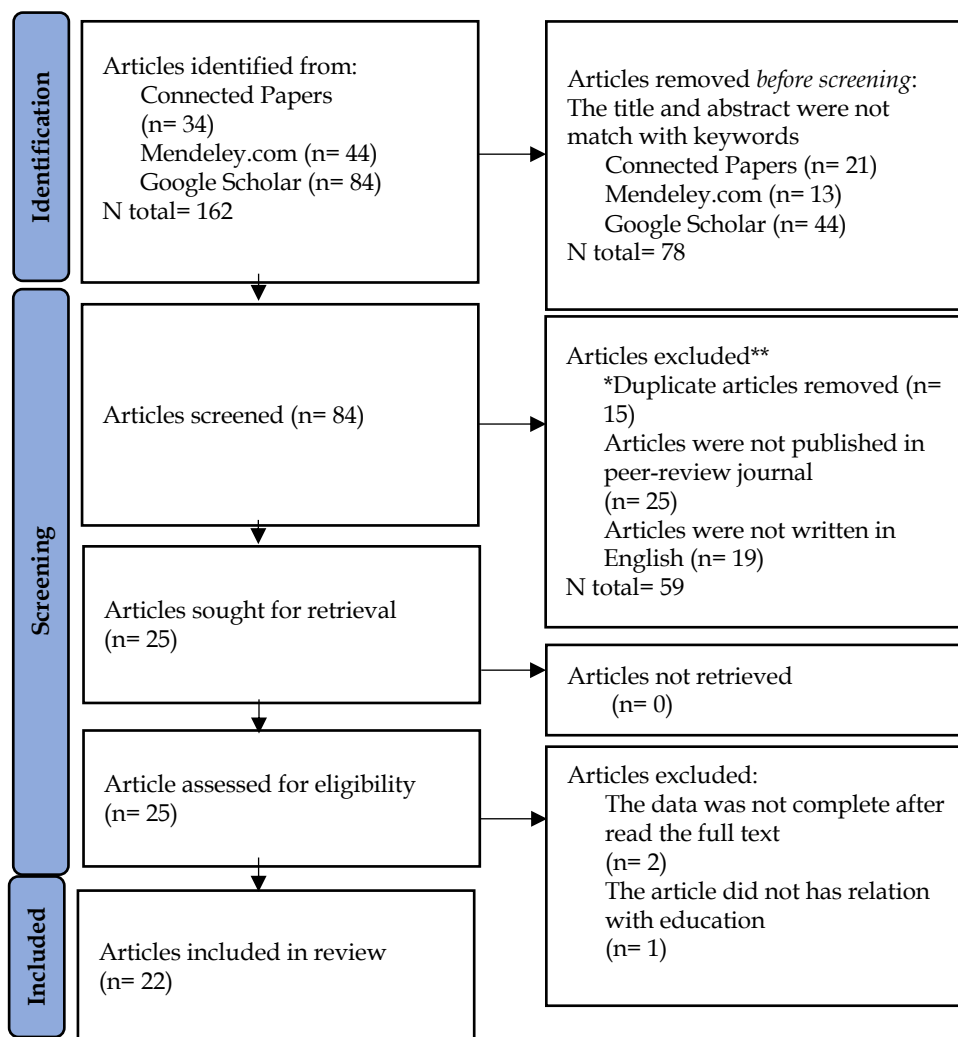 Identification
Articles identified from:
Connected Papers
(n= 34)
Mendeley.com (n= 44)
Google Scholar (n= 84)
N total= 162
Articles removed before screening:
The title and abstract were not
match with keywords
Connected Papers (n= 21)
Mendeley.com (n= 13)
Google Scholar (n= 44)
N total= 78
Screening
Articles screened (n= 84)
Articles excluded**
*Duplicate articles removed (n=
15)
Articles were not published in
peer-review journal
(n= 25)
Articles were not written in
English (n= 19)
N total= 59
Articles sought for retrieval
(n= 25)
Articles not retrieved
(n= 0)
Article assessed for eligibility
(n= 25)
Articles excluded:
The data was not complete after
read the full text
(n= 2)
The article did not has relation
with education
(n= 1)
Included
Articles included in review
(n= 22)